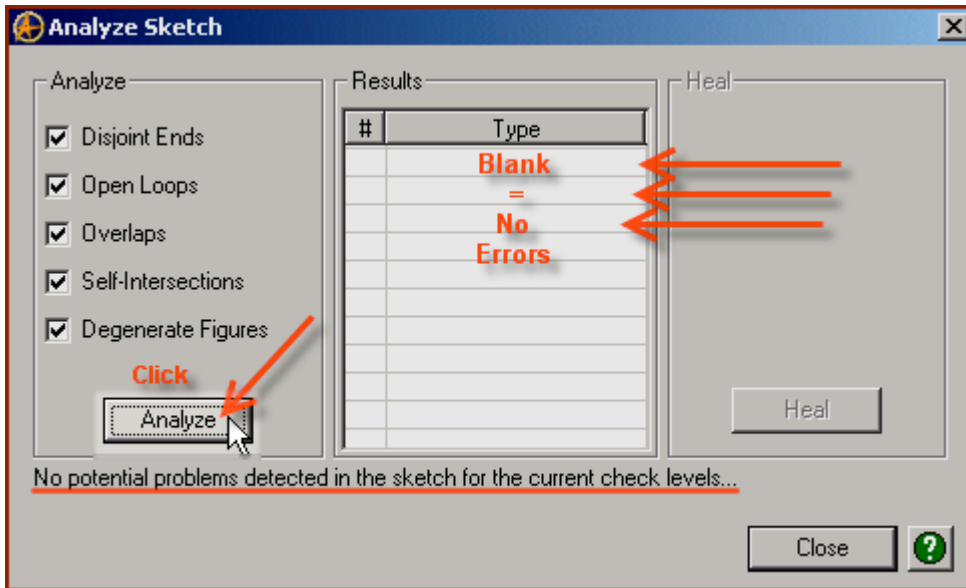 Analyze Sketch
Analyze
Disjoint Ends
Open Loops
Overlaps
Self-Intersections
Degenerate Figures
Click
Analyze
Results
# Type
Blank
=
No
Errors
Heal
Heal
No potential problems detected in the sketch for the current check levels...
Close
?